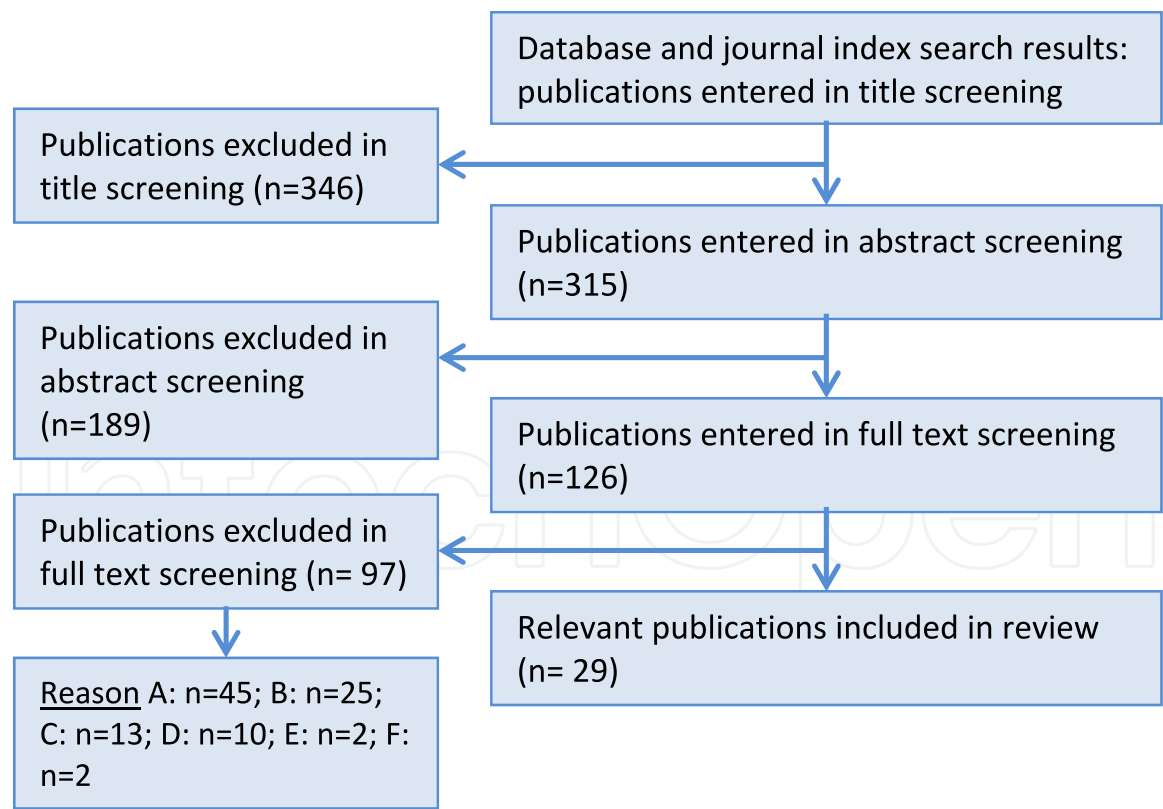 Database and journal index search results:
publications entered in title screening
Publications excluded in
title screening (n=346)
Publications entered in abstract screening
(n=315)
Publications excluded in
abstract screening
(n=189)
Publications entered in full text screening
(n=126)
Publications excluded in
full text screening (n= 97)
Relevant publications included in review
(n= 29)
Reason A: n=45; B: n=25;
C: n=13; D: n=10; E: n=2; F:
n=2
intechopen